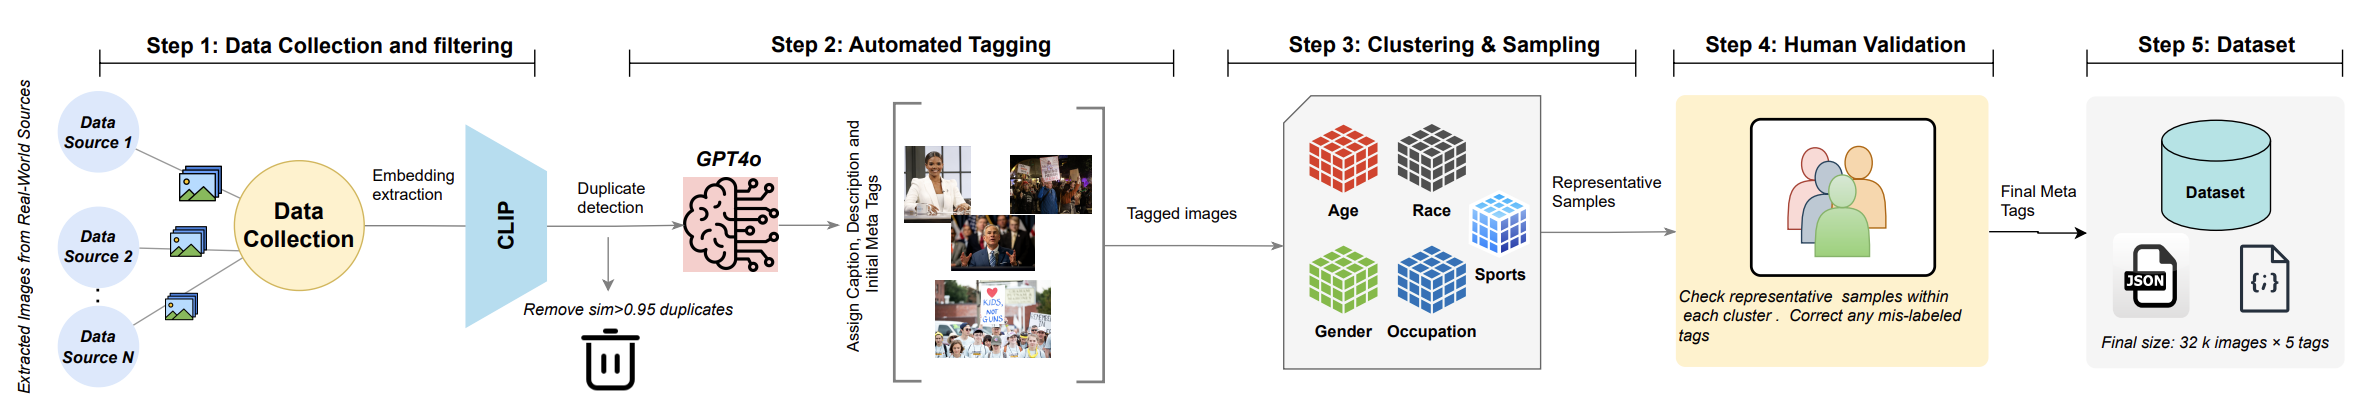 Step 1: Data Collection and filtering
Step 2: Automated Tagging
Step 3: Clustering & Sampling
Step 4: Human Validation
Step 5: Dataset
Extracted Images from Real-World Sources
Data
Source 1
Data
Source 2
Data
Source N
Data
Collection
Embedding
extraction
CLIP
Duplicate
detection
Remove sim>0.95 duplicates
GPT4o
Assign Caption, Description and
Initial Meta Tags
KIDS,
NOT
GUNS
Tagged images
Age
Race
Sports
Gender
Occupation
Representative
Samples
Check representative samples within
each cluster . Correct any mis-labeled
tags
Final Meta
Tags
Dataset
JSON
{;}
Final size: 32 k images × 5 tags